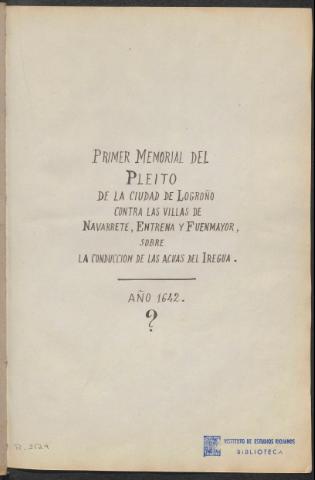 PRIMER MEMORIAL DEL
PLEITO
DE LA CIUDAD DE LOGROÑO
CONTRA LAS VILLAS DE
NAVARRETE, ENTRENA Y FUENMAYOR,
SOBRE
LA CONDUCCION DE LAS AGUAS DEL IREGUA.
AÑO 1642.
?
INSTITUTO DE ESTUDIOS RIOJANOS
BIBLIOTECA